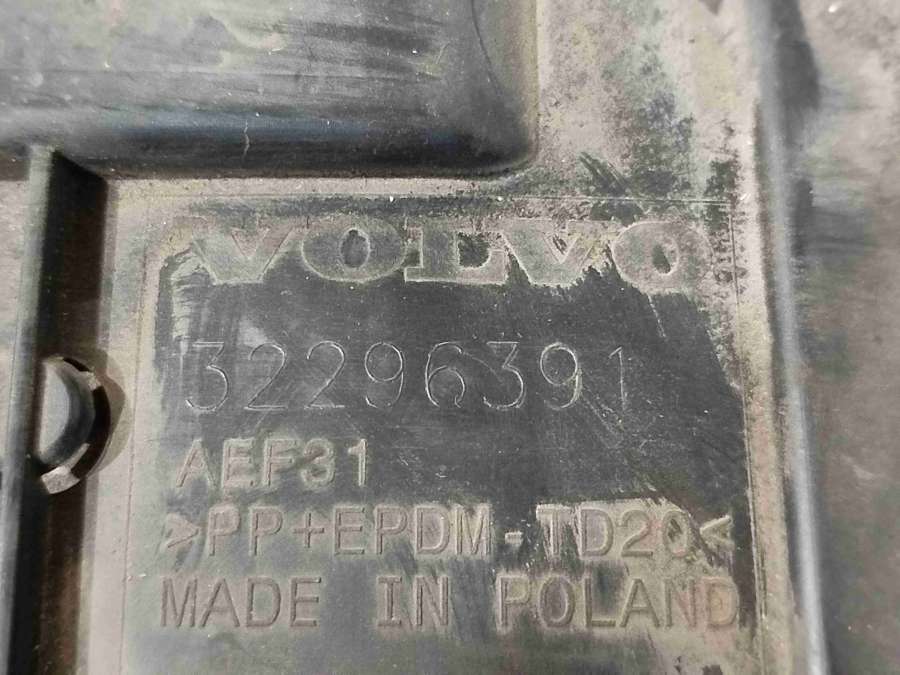 VOLVO
32296391
AEF31
>PP+EPDM-TD20<
MADE IN POLAND